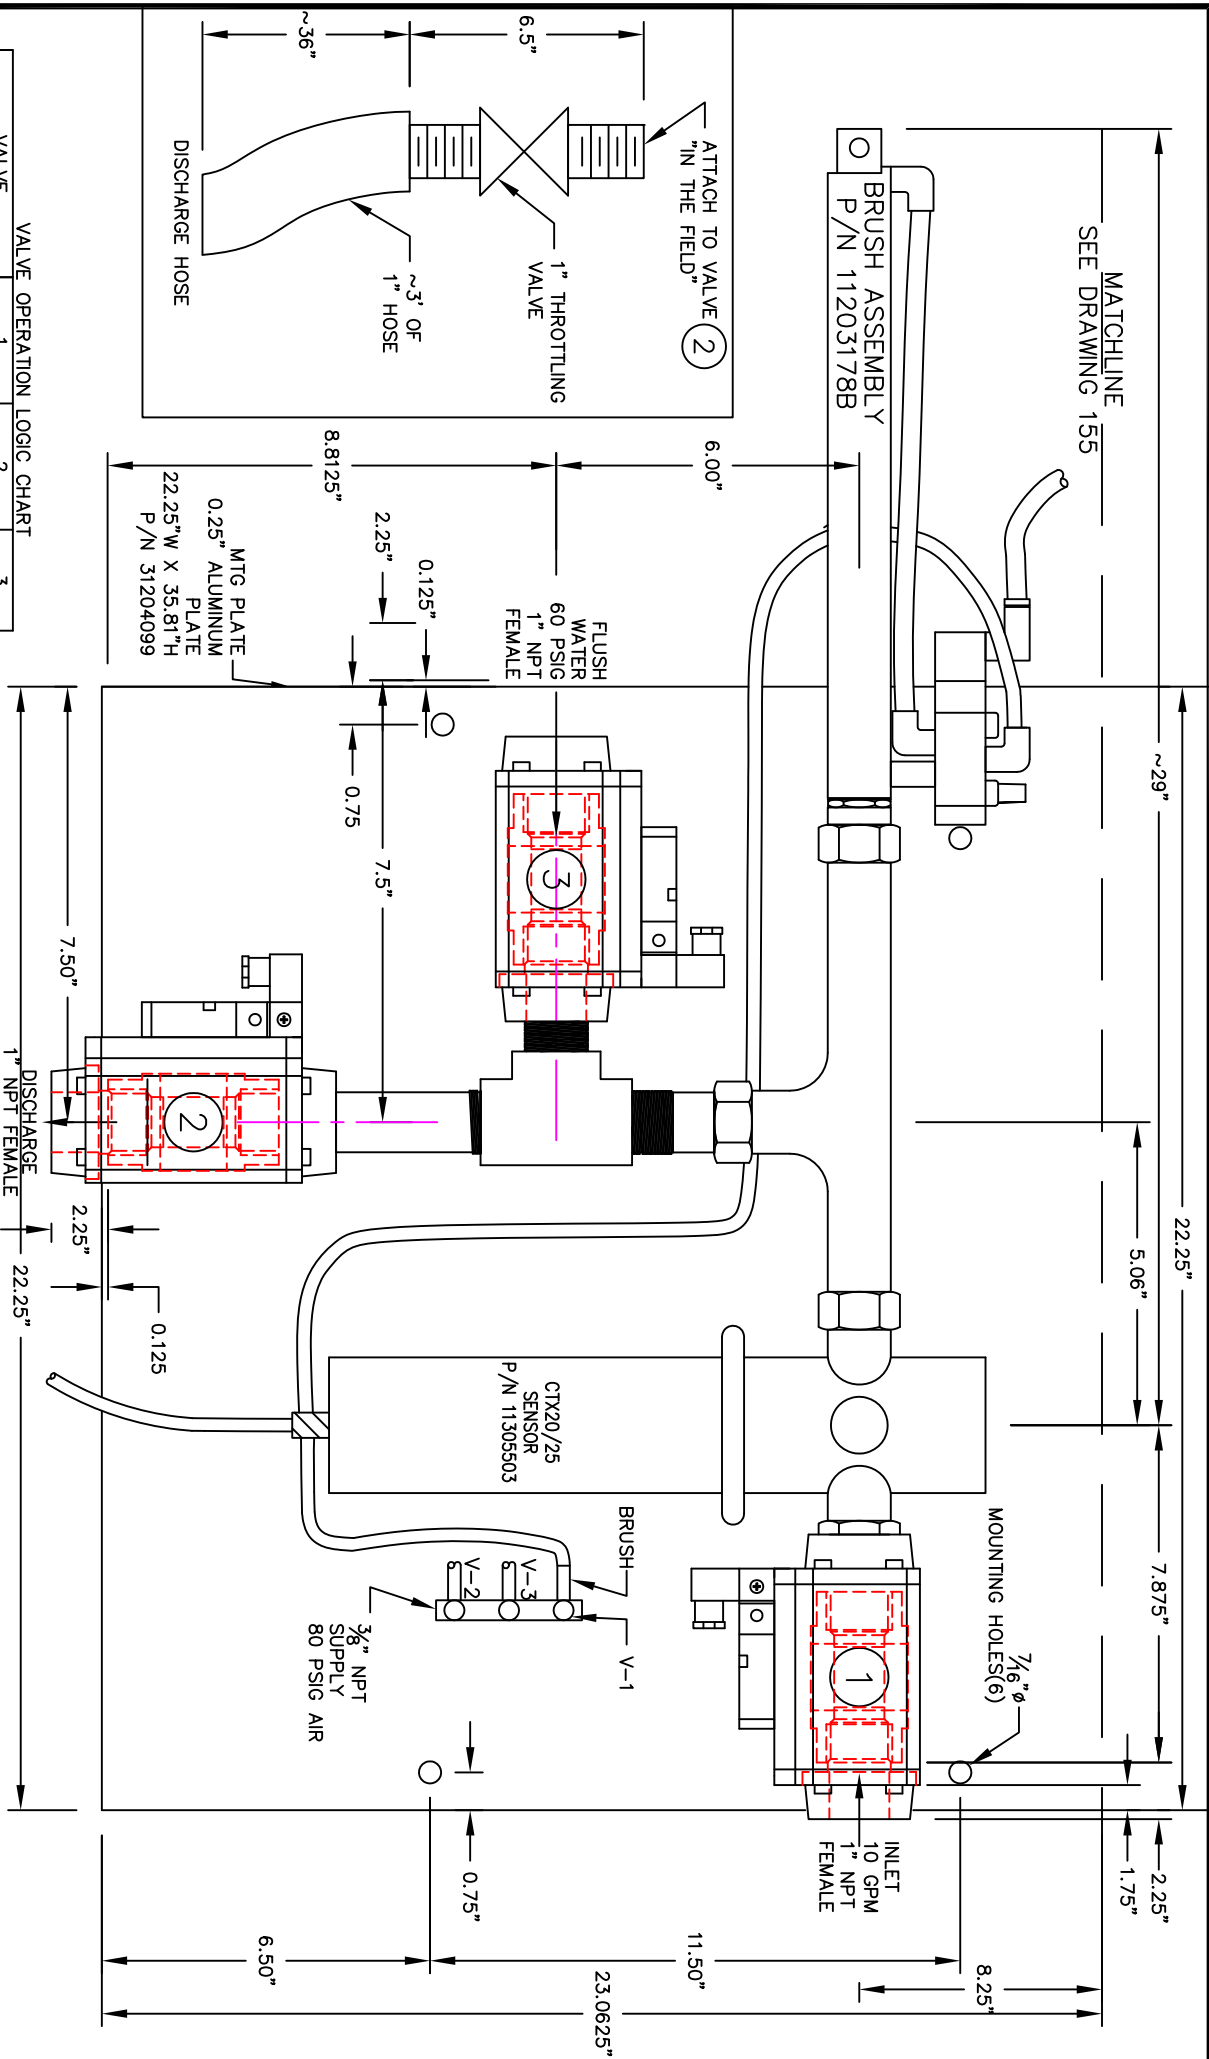 MATCHLINE
SEE DRAWING 155
~29"
22.25"
5.06"
7.875"
2.25"
1.75"
8.25"
11.50"
23.0625"
6.50"
0.75"
7/16" ø
MOUNTING HOLES(6)
INLET
10 GPM
1" NPT
FEMALE
1
BRUSH ASSEMBLY
P/N 11203178B
6.00"
8.8125"
ATTACH TO VALVE
"IN THE FIELD"
2
6.5"
~36"
1" THROTTLING
VALVE
~3' OF
1" HOSE
DISCHARGE HOSE
FLUSH
WATER
60 PSIG
1" NPT
FEMALE
3
0.125"
2.25"
0.75
7.5"
MTG PLATE
0.25" ALUMINUM
PLATE
22.25"W X 35.81"H
P/N 31204099
CTX20/25
SENSOR
P/N 11305503
BRUSH
V-1
V-3
V-2
3/8" NPT
SUPPLY
80 PSIG AIR
2
7.50"
DISCHARGE
1" NPT FEMALE
2.25"
0.125
22.25"
VALVE OPERATION LOGIC CHART
VALVE
1
2
3